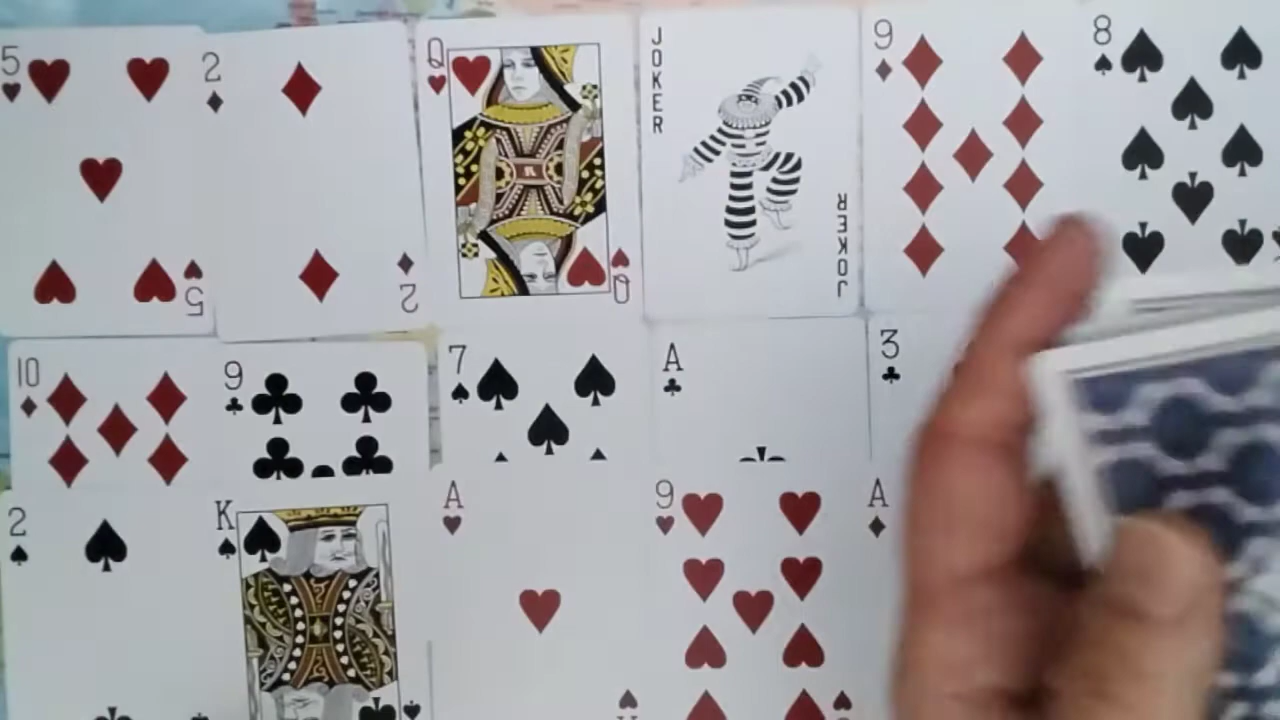 5 2 Q JOKER 9 8
5 2 Q JOKER
10 9 7 A 3
2 K A 9 A